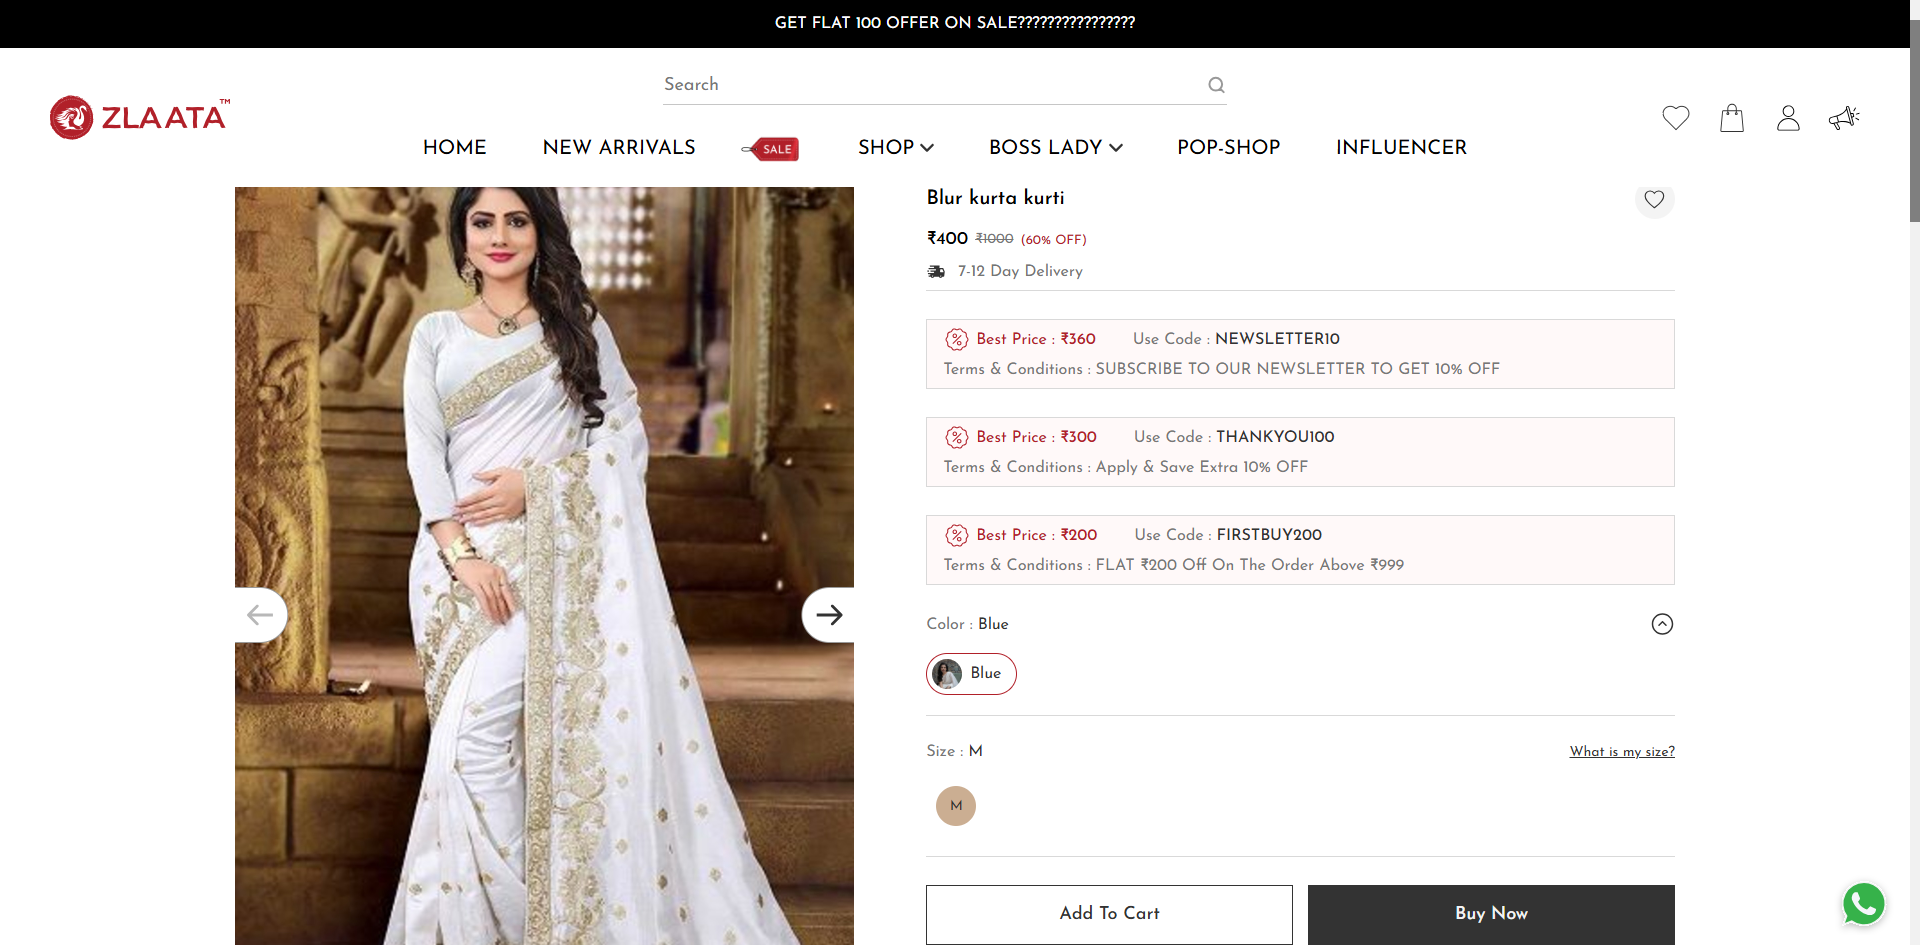 GET FLAT 100 OFFER ON SALE????????????????
Search
ZLAATA™
HOME NEW ARRIVALS SALE SHOP BOSS LADY POP-SHOP INFLUENCER
Blur kurta kurti
₹400 ₹1000 (60% OFF)
7-12 Day Delivery
Best Price : ₹360 Use Code : NEWSLETTER10
Terms & Conditions : SUBSCRIBE TO OUR NEWSLETTER TO GET 10% OFF
Best Price : ₹300 Use Code : THANKYOU100
Terms & Conditions : Apply & Save Extra 10% OFF
Best Price : ₹200 Use Code : FIRSTBUY200
Terms & Conditions : FLAT ₹200 Off On The Order Above ₹999
Color : Blue
Blue
Size : M What is my size?
M
Add To Cart Buy Now